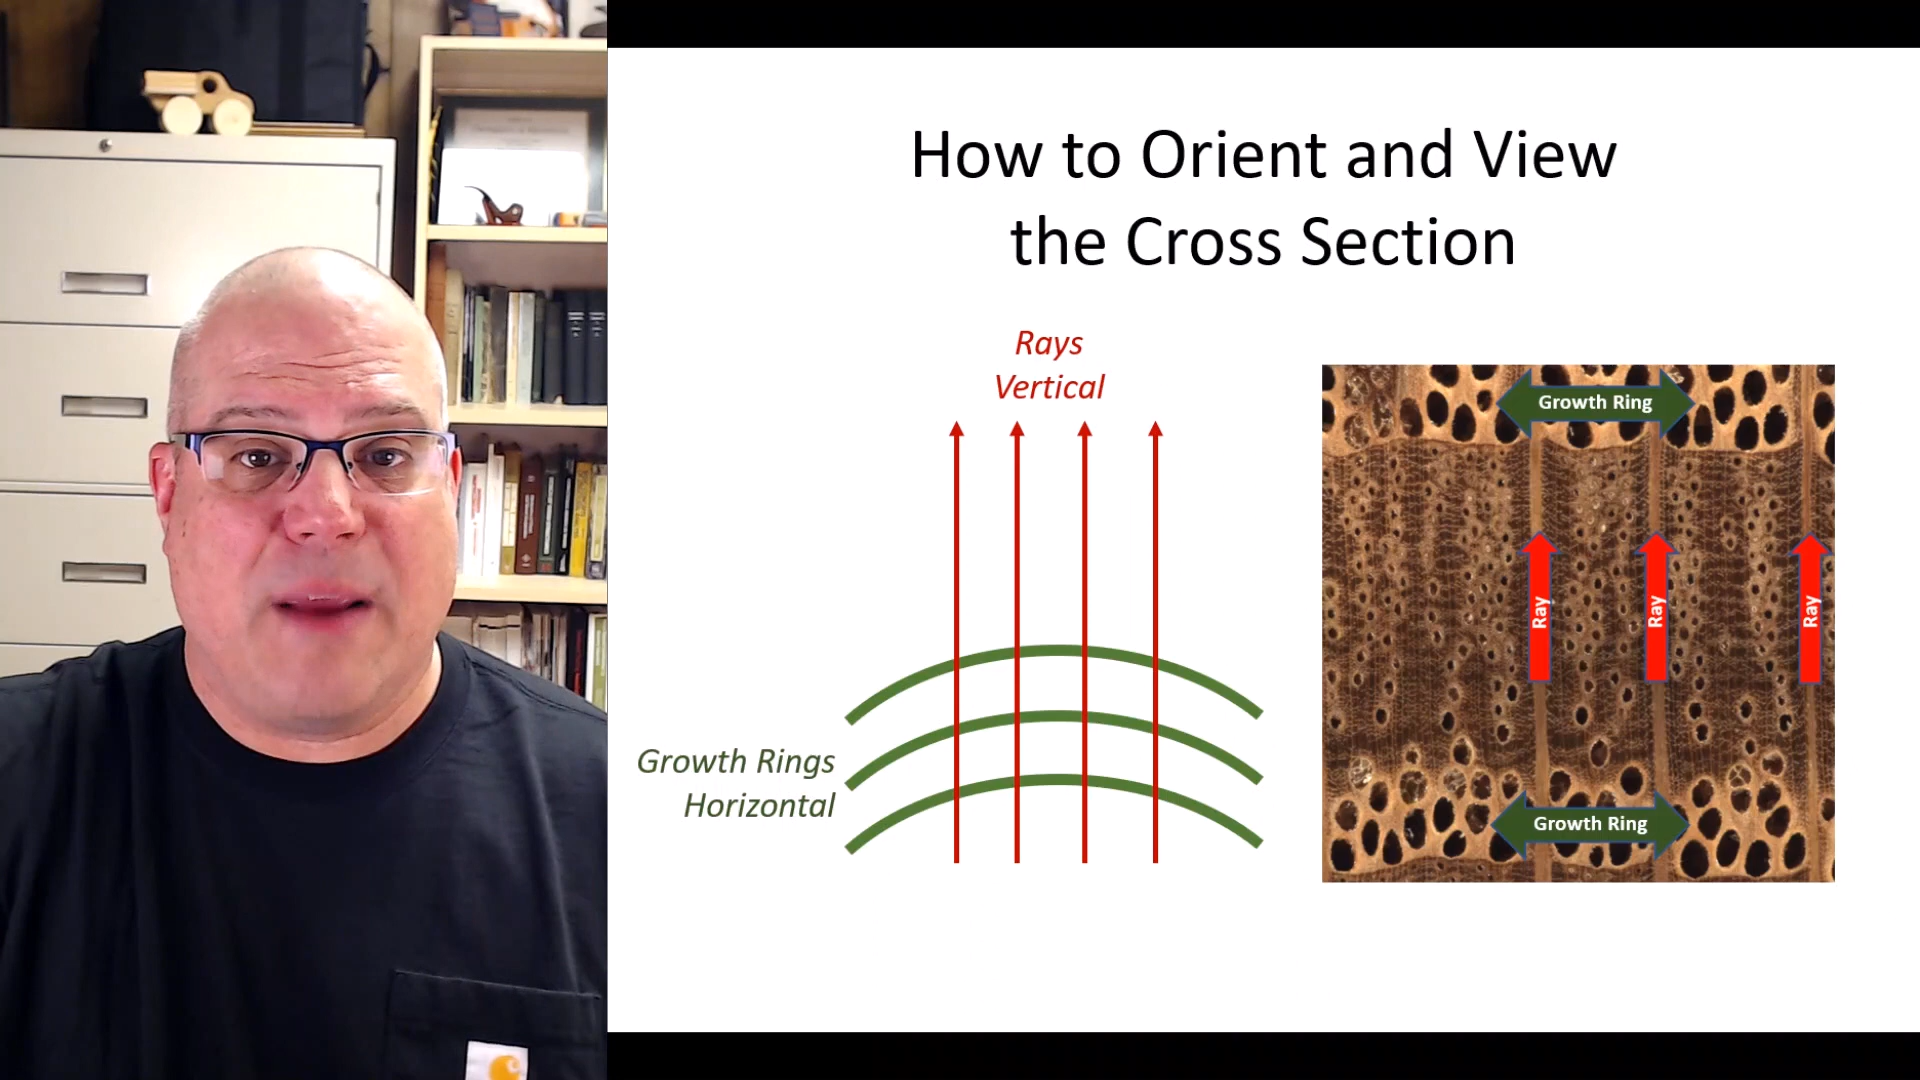 How to Orient and View
the Cross Section
Rays
Vertical
Growth Rings
Horizontal
Growth Ring
Ray
Ray
Ray
Growth Ring